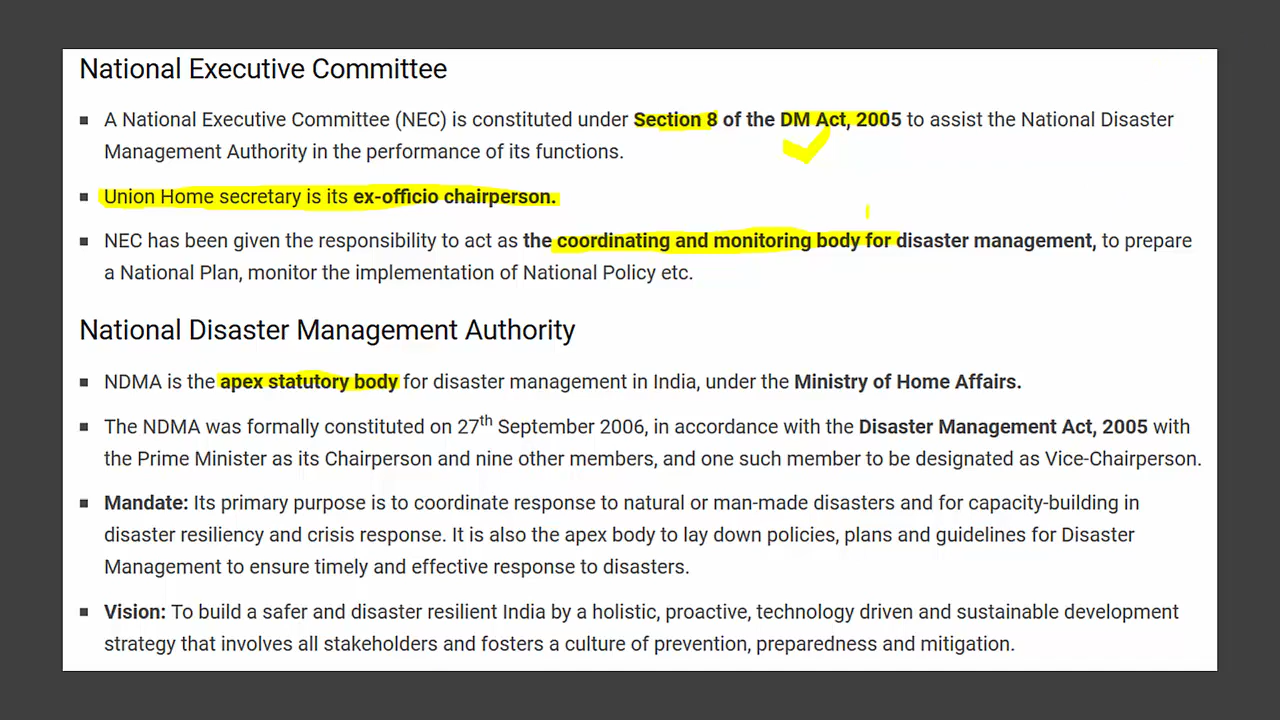 National Executive Committee
▪ A National Executive Committee (NEC) is constituted under Section 8 of the DM Act, 2005 to assist the National Disaster
Management Authority in the performance of its functions.
▪ Union Home secretary is its ex-officio chairperson.
▪ NEC has been given the responsibility to act as the coordinating and monitoring body for disaster management, to prepare
a National Plan, monitor the implementation of National Policy etc.
National Disaster Management Authority
▪ NDMA is the apex statutory body for disaster management in India, under the Ministry of Home Affairs.
▪ The NDMA was formally constituted on 27th September 2006, in accordance with the Disaster Management Act, 2005 with
the Prime Minister as its Chairperson and nine other members, and one such member to be designated as Vice-Chairperson.
▪ Mandate: Its primary purpose is to coordinate response to natural or man-made disasters and for capacity-building in
disaster resiliency and crisis response. It is also the apex body to lay down policies, plans and guidelines for Disaster
Management to ensure timely and effective response to disasters.
▪ Vision: To build a safer and disaster resilient India by a holistic, proactive, technology driven and sustainable development
strategy that involves all stakeholders and fosters a culture of prevention, preparedness and mitigation.